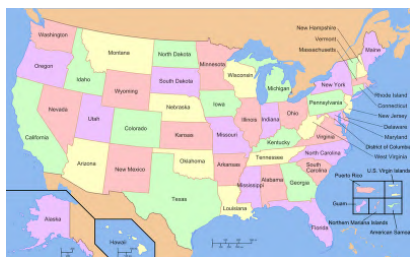 New Hampshire
Vermont
Massachusetts
Washington
Maine
Montana
North Dakota
Minnesota
Oregon
Idaho
South Dakota
Wisconsin
New York
Wyoming
Michigan
Rhode Island
Connecticut
Nebraska
Iowa
Pennsylvania
New Jersey
Nevada
Utah
Illinois
Indiana
Ohio
Delaware
Maryland
California
Colorado
Kansas
Missouri
Kentucky
Virginia
District of Columbia
West Virginia
Arizona
New Mexico
Oklahoma
Arkansas
Tennessee
North Carolina
South Carolina
U.S. Virgin Islands
Puerto Rico
Texas
Mississippi
Alabama
Georgia
Louisiana
Guam
Alaska
Northern Mariana Islands
Florida
American Samoa
Hawaii